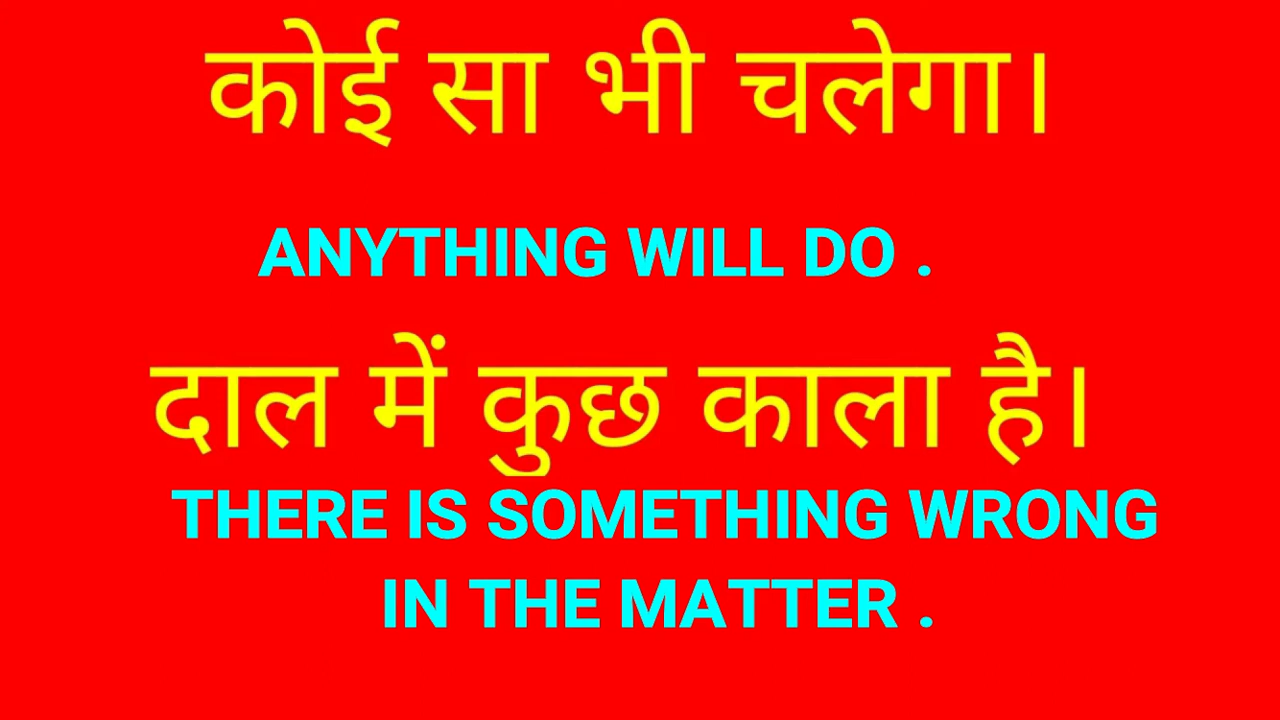 कोई सा भी चलेगा।
ANYTHING WILL DO .
दाल में कुछ काला है।
THERE IS SOMETHING WRONG
IN THE MATTER .